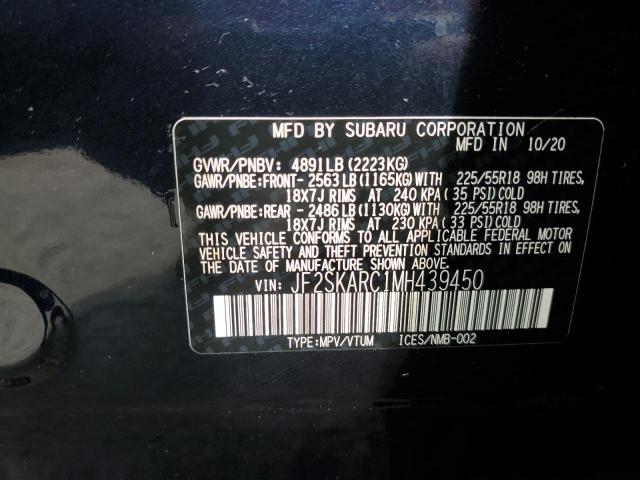 MFD BY SUBARU CORPORATION
MFD IN 10/20
GVWR/PNBV: 4891LB (2223KG)
GAWR/PNBE:FRONT- 2563 LB (1165KG)WITH 225/55R18 98H TIRES,
18X7J RIMS AT 240 KPA ( 35 PSI)COLD
GAWR/PNBE:REAR - 2486 LB (1130KG)WITH 225/55R18 98H TIRES,
18X7J RIMS AT 230 KPA ( 33 PSI)COLD
THIS VEHICLE CONFORMS TO ALL APPLICABLE FEDERAL MOTOR
VEHICLE SAFETY AND THEFT PREVENTION STANDARDS IN EFFECT ON
THE DATE OF MANUFACTURE SHOWN ABOVE.
VIN: JF2SKARC1MH439450
TYPE:MPV/VTUM ICES/NMB-002